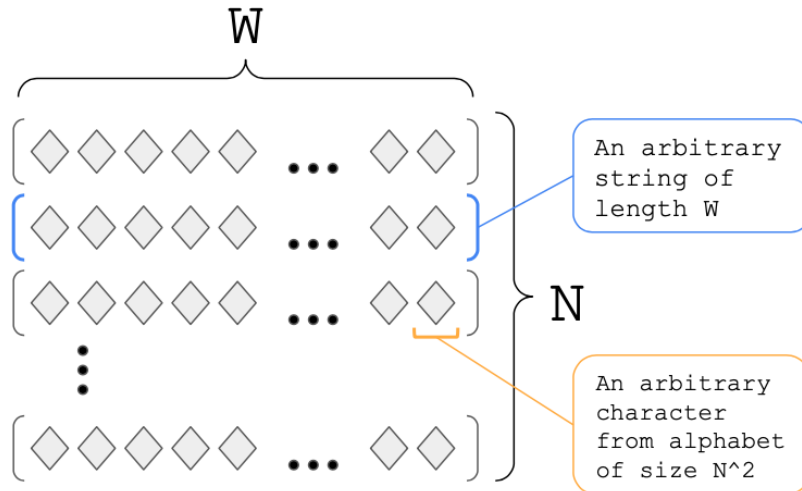 W
An arbitrary
string of
length W
N
An arbitrary
character
from alphabet
of size N^2